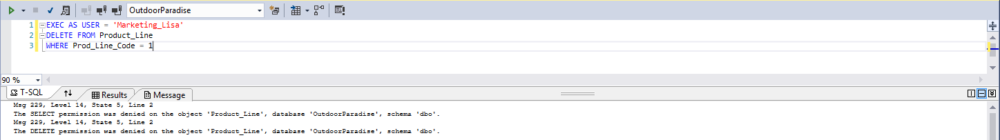 OutdoorParadise
1 EXEC AS USER = 'Marketing_Lisa'
2 DELETE FROM Product_Line
3 WHERE Prod_Line_Code = 1
90 %
T-SQL Results Message
Msg 229, Level 14, State 5, Line 2
The SELECT permission was denied on the object 'Product_Line', database 'OutdoorParadise', schema 'dbo'.
Msg 229, Level 14, State 5, Line 2
The DELETE permission was denied on the object 'Product_Line', database 'OutdoorParadise', schema 'dbo'.